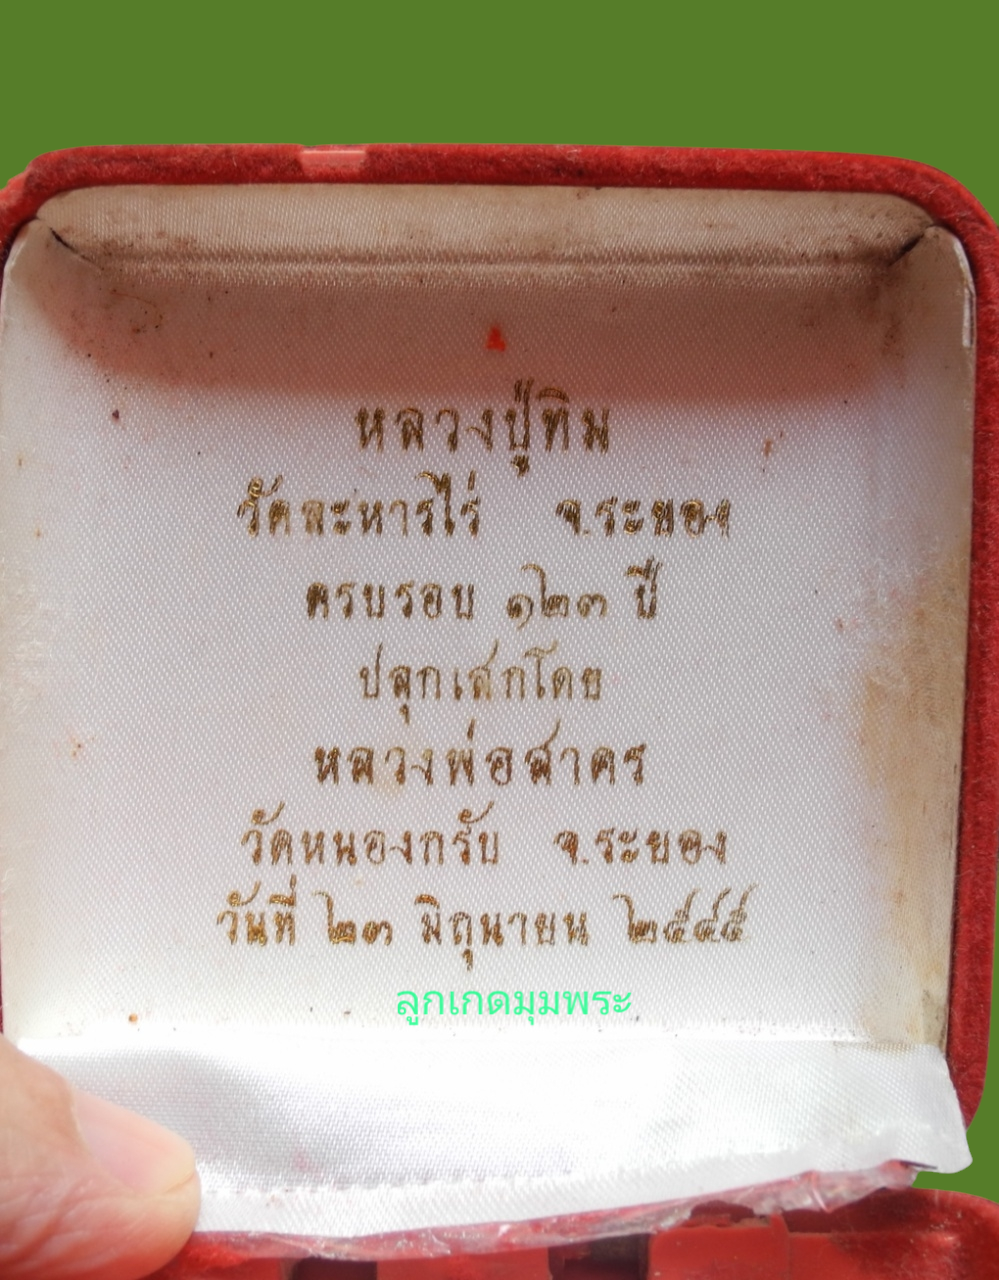 หลวงปู่ทิม
วัดละหารไร่ จ.ระยอง
ครบรอบ ๑๒๓ ปี
ปลุกเสกโดย
หลวงพ่อสาคร
วัดหนองกรับ จ.ระยอง
วันที่ ๒๓ มิถุนายน ๒๕๔๕
ลูกเกดมุมพระ